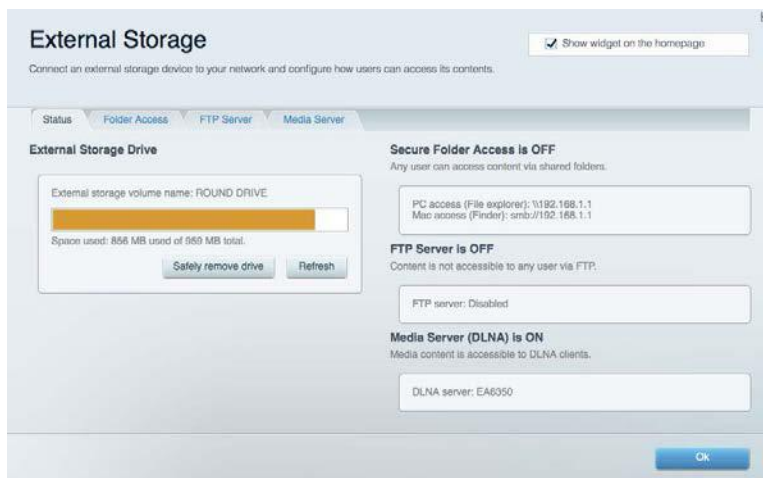 External Storage
Show widget on the homepage
Connect an external storage device to your network and configure how users can access its contents.
Status
Folder Access
FTP Server
Media Server
External Storage Drive
External storage volume name: ROUND DRIVE
Space used: 856 MB used of 959 MB total.
Safely remove drive
Refresh
Secure Folder Access is OFF
Any user can access content via shared folders.
PC access (File explorer): \\192.168.1.1
Mac access (Finder): smb://192.168.1.1
FTP Server is OFF
Content is not accessible to any user via FTP.
FTP server: Disabled
Media Server (DLNA) is ON
Media content is accessible to DLNA clients.
DLNA server: EA6350
Ok